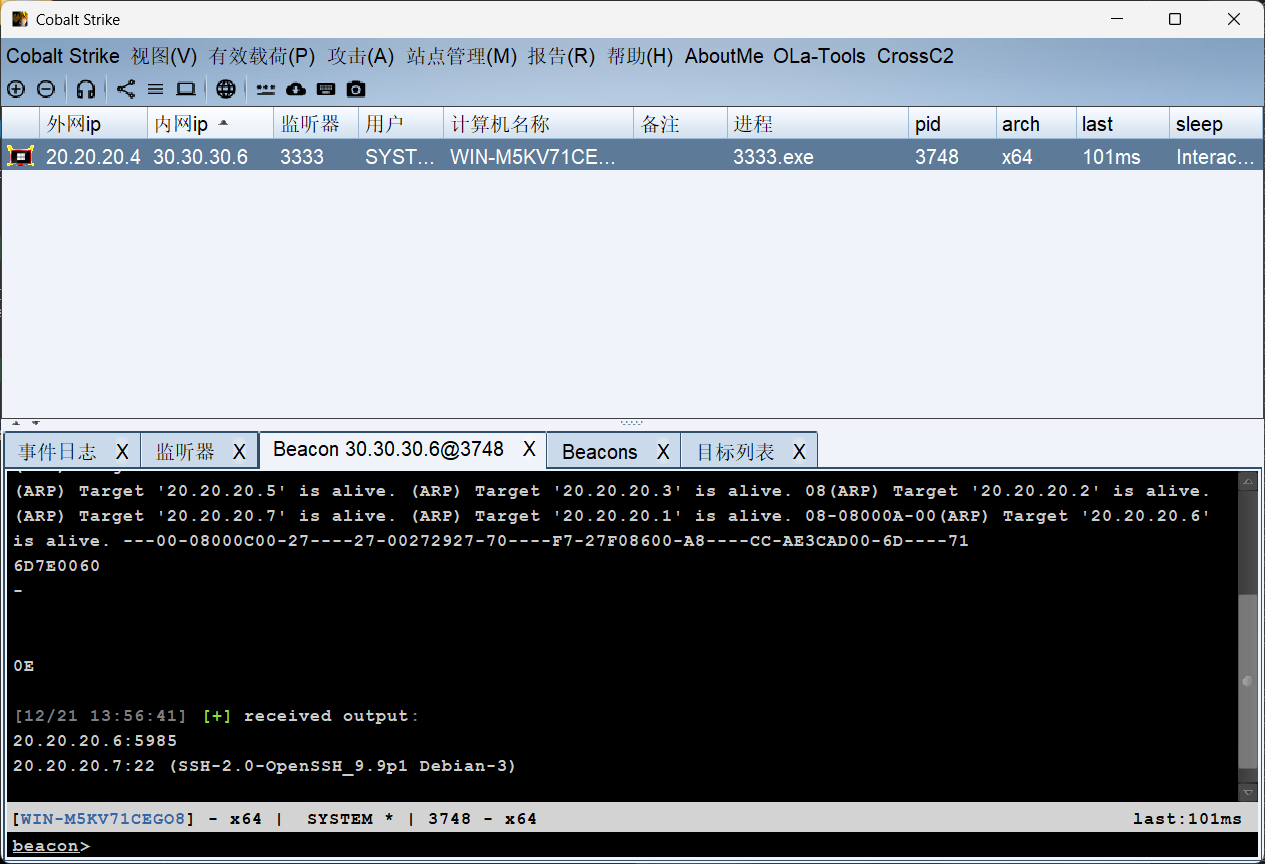 Cobalt Strike
Cobalt Strike 视图(V) 有效载荷(P) 攻击(A) 站点管理(M) 报告(R) 帮助(H) AboutMe OLa-Tools CrossC2
外网ip 内网ip 监听器 用户 计算机名称 备注 进程 pid arch last sleep
20.20.20.4 30.30.30.6 3333 SYST... WIN-M5KV71CE... 3333.exe 3748 x64 101ms Interac...
事件日志 X 监听器 X Beacon 30.30.30.6@3748 X Beacons X 目标列表 X
(ARP) Target '20.20.20.5' is alive. (ARP) Target '20.20.20.3' is alive. 08(ARP) Target '20.20.20.2' is alive.
(ARP) Target '20.20.20.7' is alive. (ARP) Target '20.20.20.1' is alive. 08-08000A-00(ARP) Target '20.20.20.6'
is alive. ---00-08000C00-27----27-00272927-70----F7-27F08600-A8----CC-AE3CAD00-6D----71
6D7E0060
-
0E
[12/21 13:56:41] [+] received output:
20.20.20.6:5985
20.20.20.7:22 (SSH-2.0-OpenSSH_9.9p1 Debian-3)
[WIN-M5KV71CEGO8] - x64 | SYSTEM * | 3748 - x64 last:101ms
beacon>